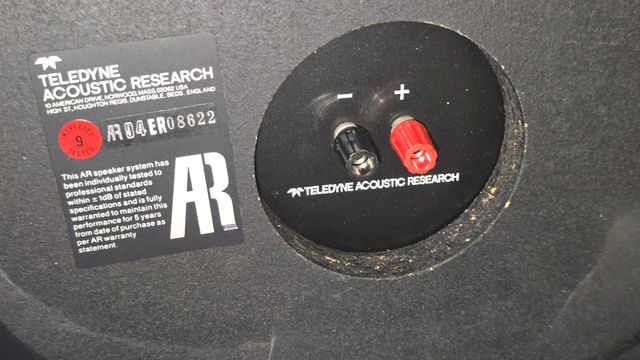 TELEDYNE
ACOUSTIC RESEARCH
10 AMERICAN DRIVE, NORWOOD, MASS. 02062 USA
HIGH ST., HOUGHTON REGIS, DUNSTABLE, BEDS., ENGLAND
INSPECTED
9
TESTED
AR94ER08622
This AR speaker system has
been individually tested to
professional standards
within ±1dB of stated
specifications and is fully
warranted to maintain this
performance for 5 years
from date of purchase as
per AR warranty
statement.
AR
− +
TELEDYNE ACOUSTIC RESEARCH